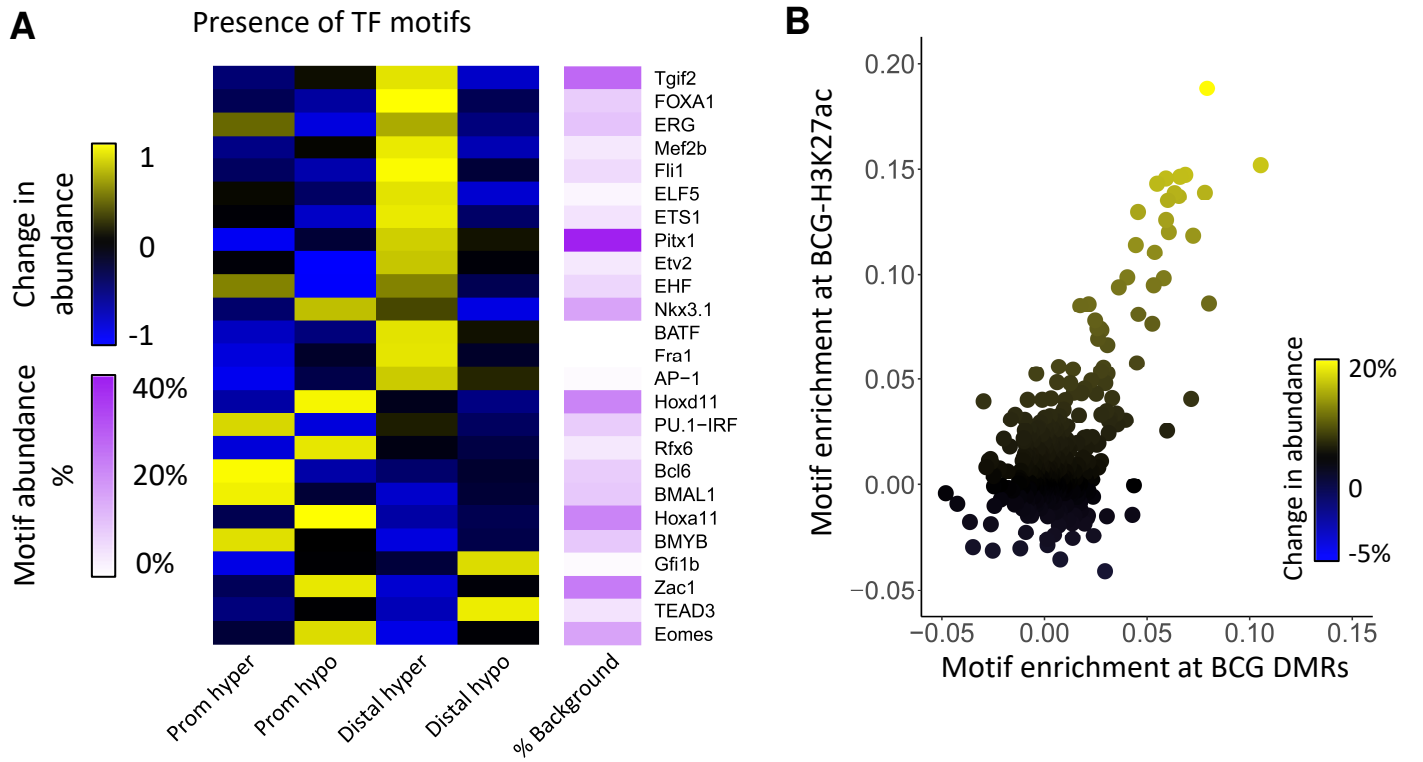 A
Presence of TF motifs
Change in
abundance
1
0
-1
Motif abundance
%
40%
20%
0%
Tgif2
FOXA1
ERG
Mef2b
Fli1
ELF5
ETS1
Pitx1
Etv2
EHF
Nkx3.1
BATF
Fra1
AP−1
Hoxd11
PU.1−IRF
Rfx6
Bcl6
BMAL1
Hoxa11
BMYB
Gfi1b
Zac1
TEAD3
Eomes
Prom hyper
Prom hypo
Distal hyper
Distal hypo
% Background
B
Motif enrichment at BCG-H3K27ac
0.20
0.15
0.10
0.05
0.00
−0.05
−0.05
0.00
0.05
0.10
0.15
Motif enrichment at BCG DMRs
Change in abundance
20%
0
-5%